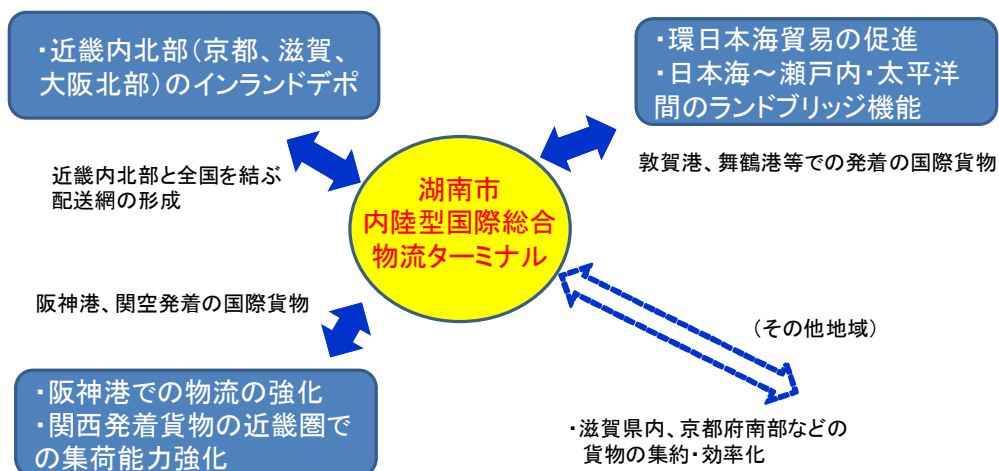 ・近畿内北部(京都、滋賀、
大阪北部)のインランドデポ
・環日本海貿易の促進
・日本海～瀬戸内・太平洋
間のランドブリッジ機能
近畿内北部と全国を結ぶ
配送網の形成
敦賀港、舞鶴港等での発着の国際貨物
湖南市
内陸型国際総合
物流ターミナル
阪神港、関空発着の国際貨物
(その他地域)
・阪神港での物流の強化
・関西発着貨物の近畿圏で
の集荷能力強化
・滋賀県内、京都府南部などの
貨物の集約・効率化